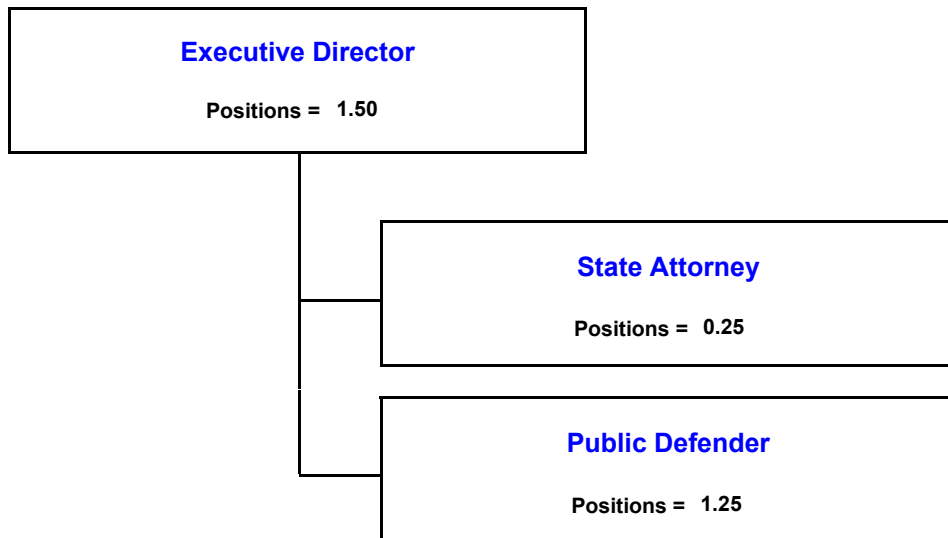 Executive Director
Positions = 1.50
State Attorney
Positions = 0.25
Public Defender
Positions = 1.25